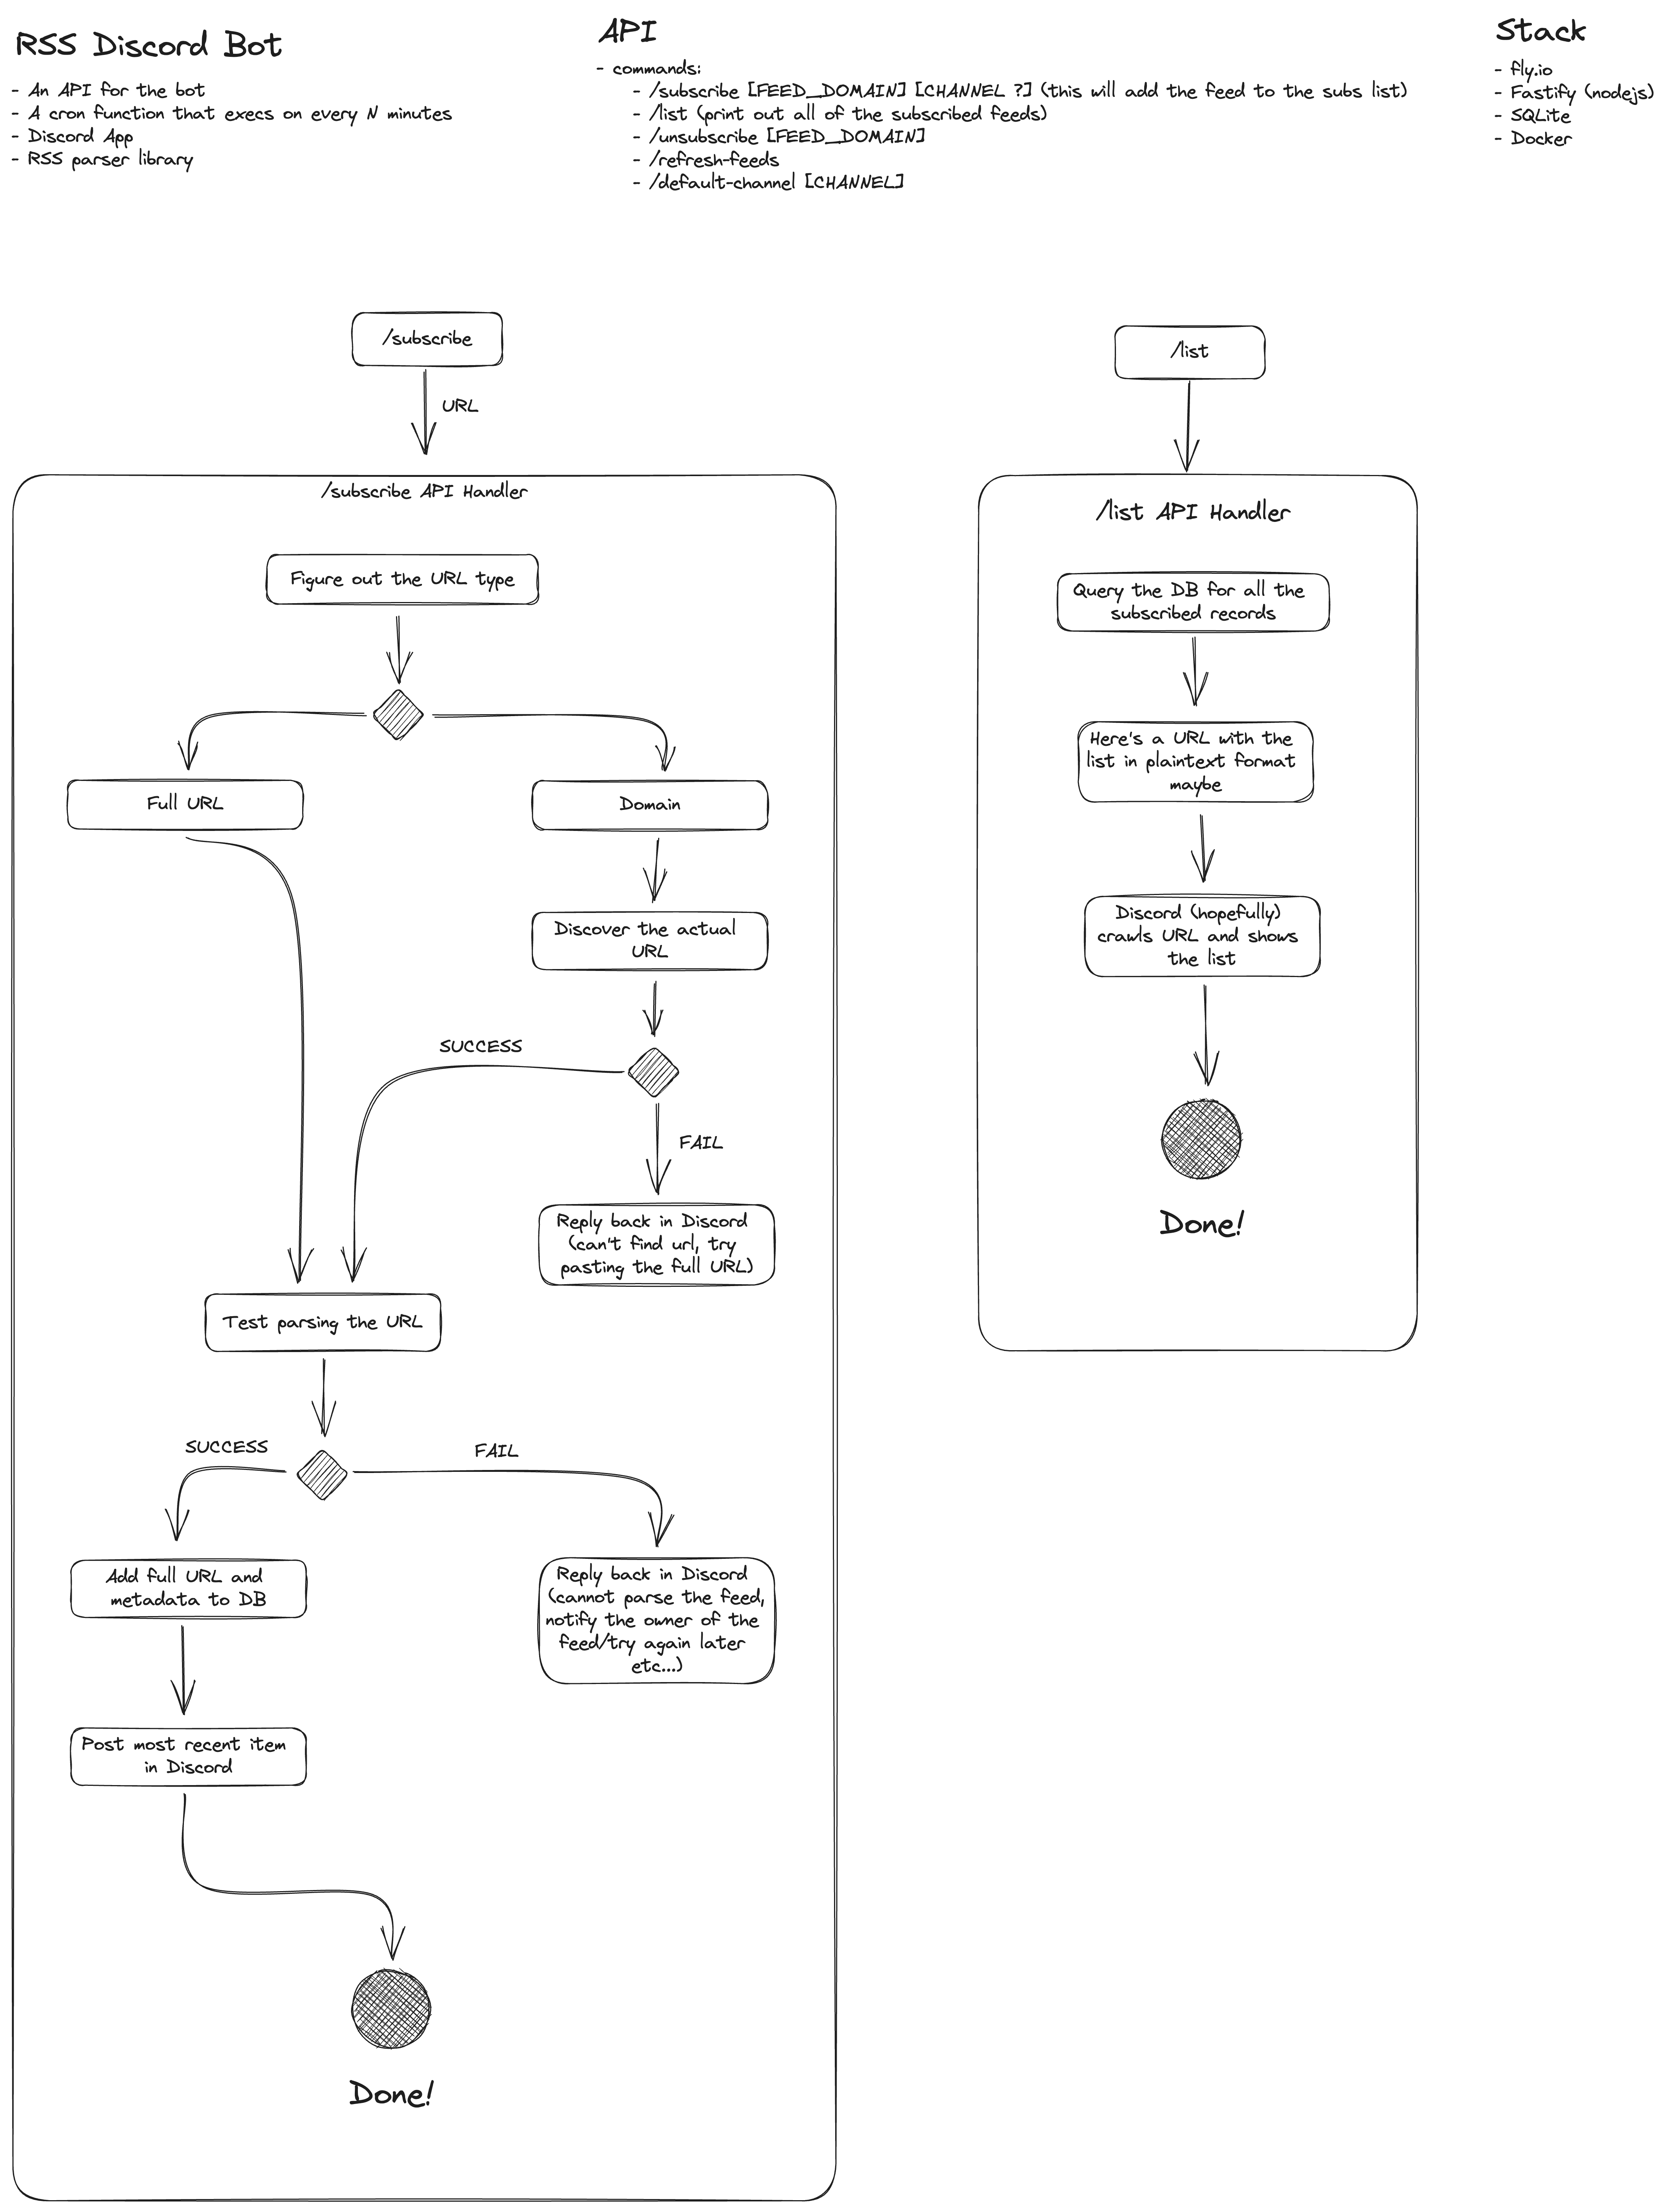 RSS Discord Bot
- An API for the bot
- A cron function that execs on every N minutes
- Discord App
- RSS parser library
API
- commands:
- /subscribe [FEED_DOMAIN] [CHANNEL ?] (this will add the feed to the subs list)
- /list (print out all of the subscribed feeds)
- /unsubscribe [FEED_DOMAIN]
- /refresh-feeds
- /default-channel [CHANNEL]
Stack
- fly.io
- Fastify (nodejs)
- SQLite
- Docker
/subscribe
URL
/subscribe API Handler
Figure out the URL type
Full URL
Domain
Discover the actual
URL
SUCCESS
FAIL
Reply back in Discord
(can't find url, try
pasting the full URL)
Test parsing the URL
SUCCESS
FAIL
Add full URL and
metadata to DB
Reply back in Discord
(cannot parse the feed,
notify the owner of the
feed/try again later
etc...)
Post most recent item
in Discord
Done!
/list
/list API Handler
Query the DB for all the
subscribed records
Here's a URL with the
list in plaintext format
maybe
Discord (hopefully)
crawls URL and shows
the list
Done!